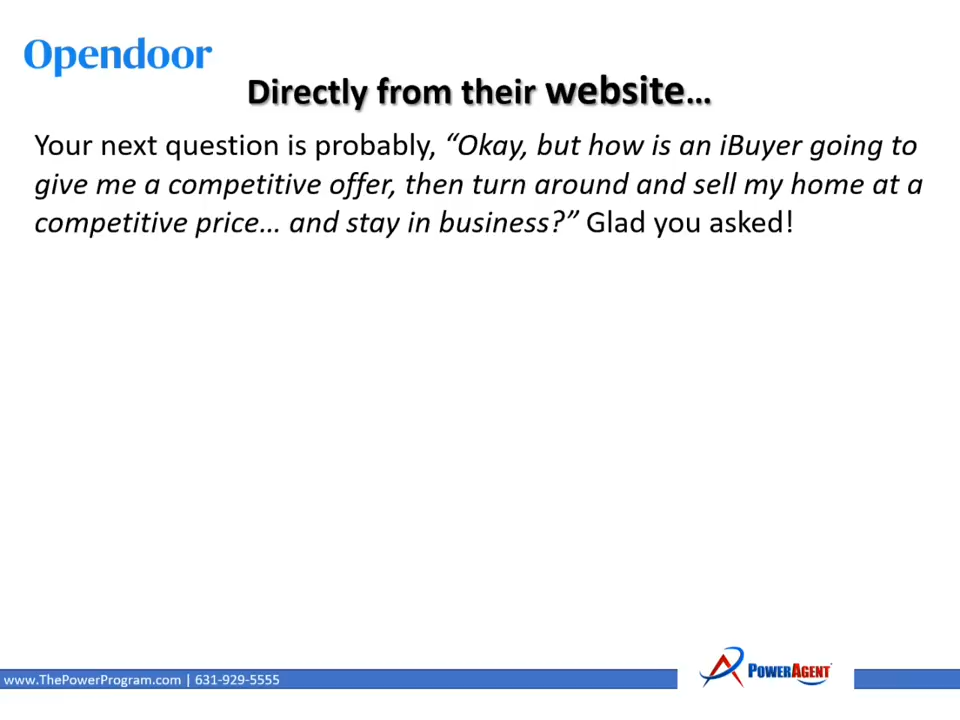 Opendoor
Directly from their website…
Your next question is probably, “Okay, but how is an iBuyer going to
give me a competitive offer, then turn around and sell my home at a
competitive price… and stay in business?” Glad you asked!
www.ThePowerProgram.com | 631-929-5555
POWERAGENT